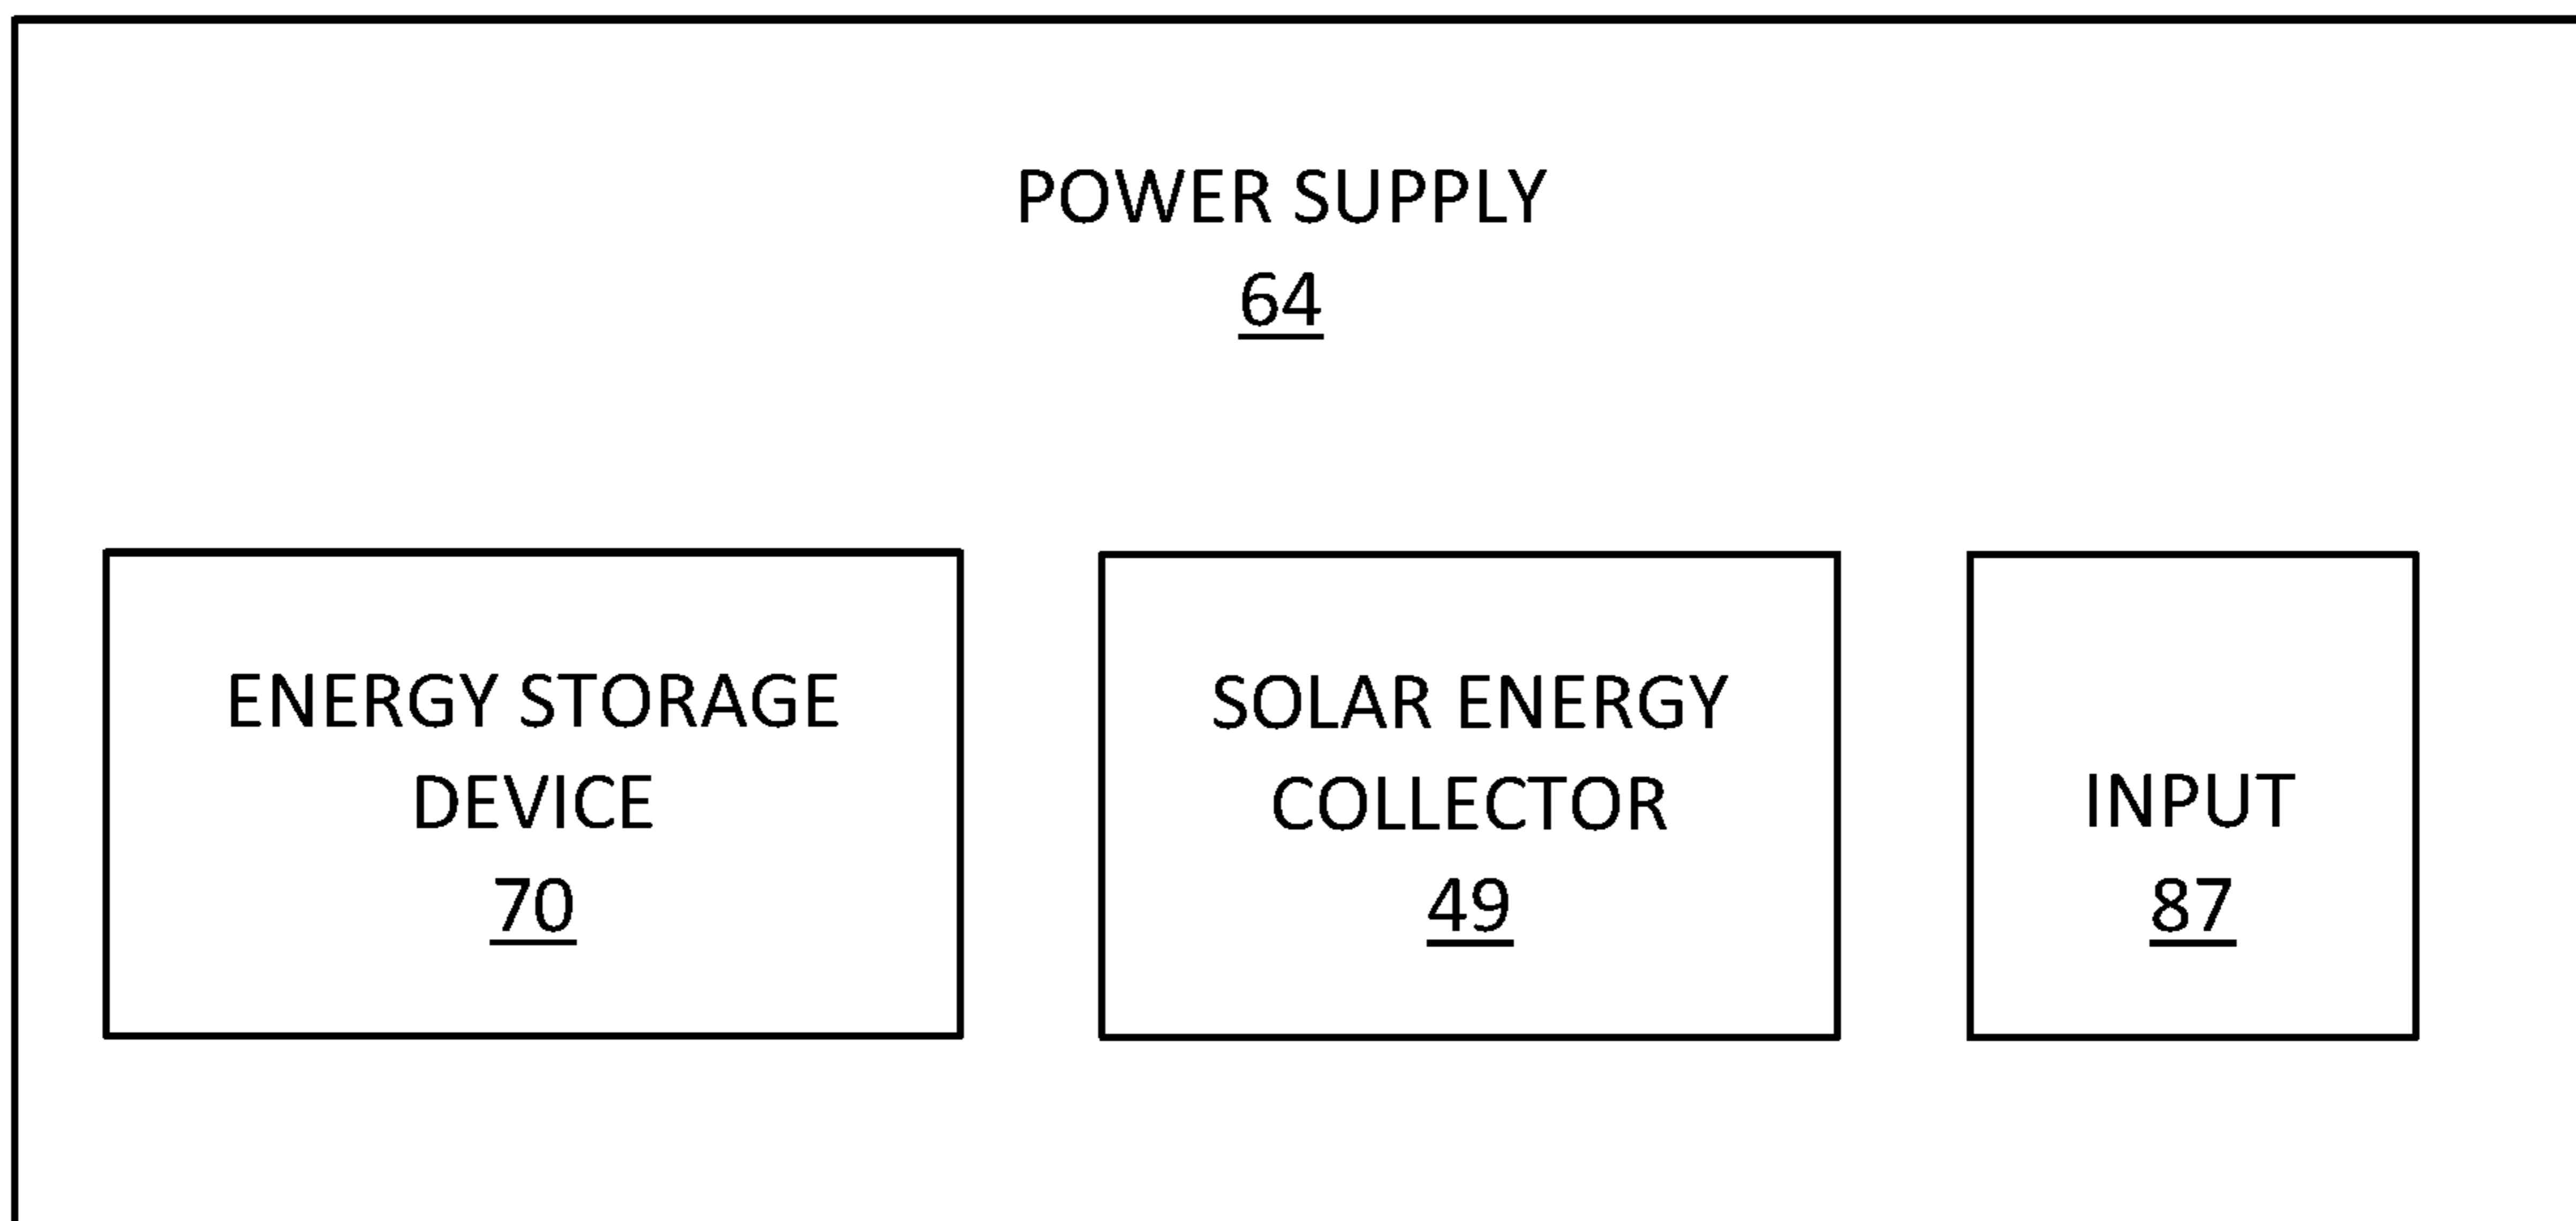 POWER SUPPLY
64
ENERGY STORAGE
DEVICE
70
SOLAR ENERGY
COLLECTOR
49
INPUT
87